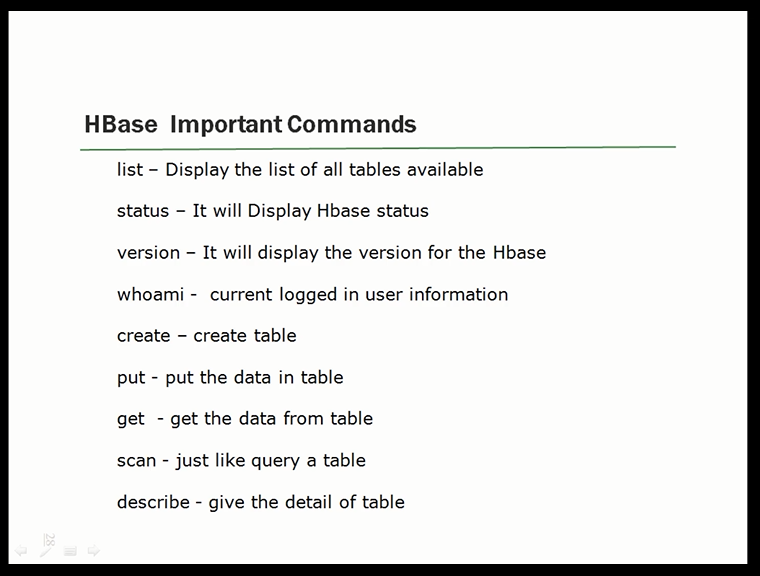 HBase Important Commands
list – Display the list of all tables available
status – It will Display Hbase status
version – It will display the version for the Hbase
whoami - current logged in user information
create – create table
put - put the data in table
get - get the data from table
scan - just like query a table
describe - give the detail of table